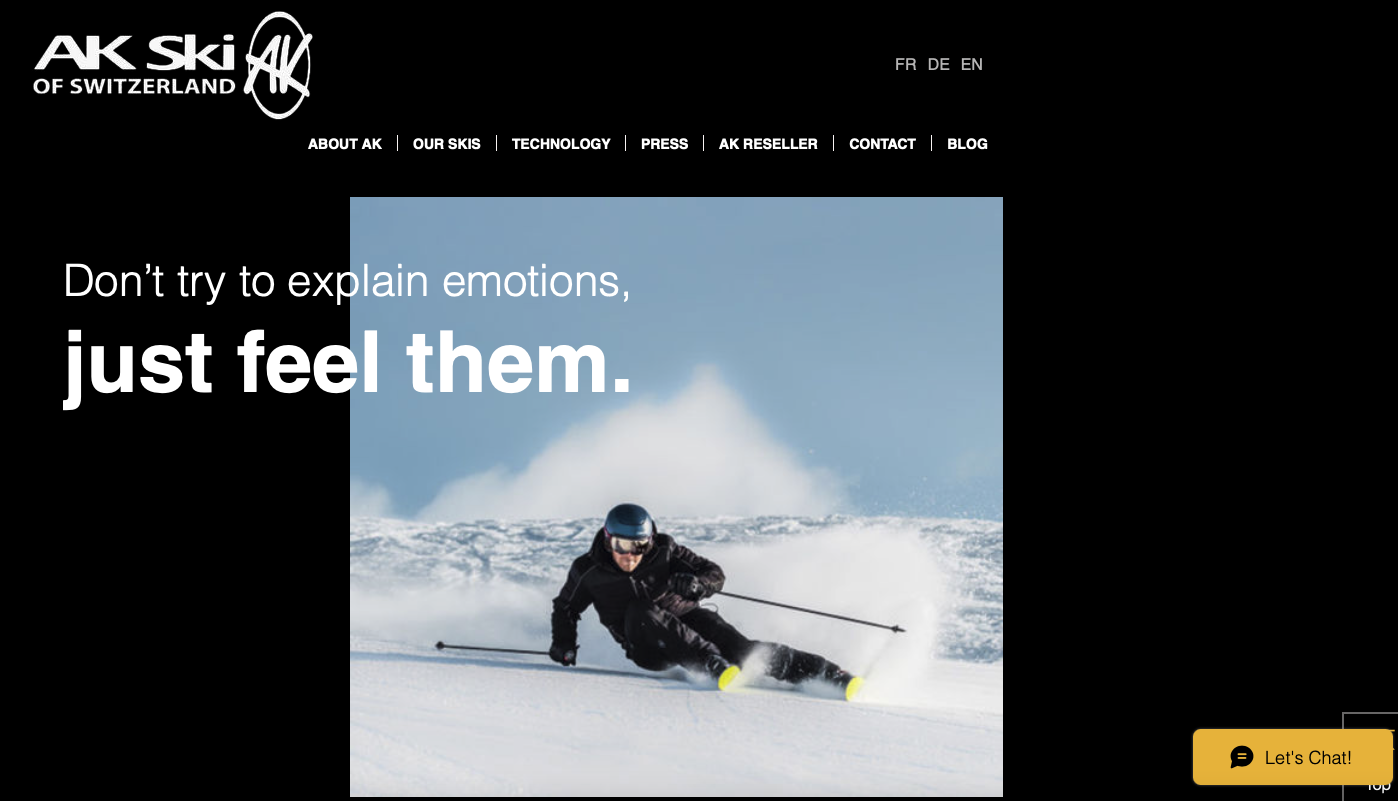 AK Ski
OF SWITZERLAND
AK
FR DE EN
ABOUT AK
OUR SKIS
TECHNOLOGY
PRESS
AK RESELLER
CONTACT
BLOG
Don’t try to explain emotions,
just feel them.
Let's Chat!
Top